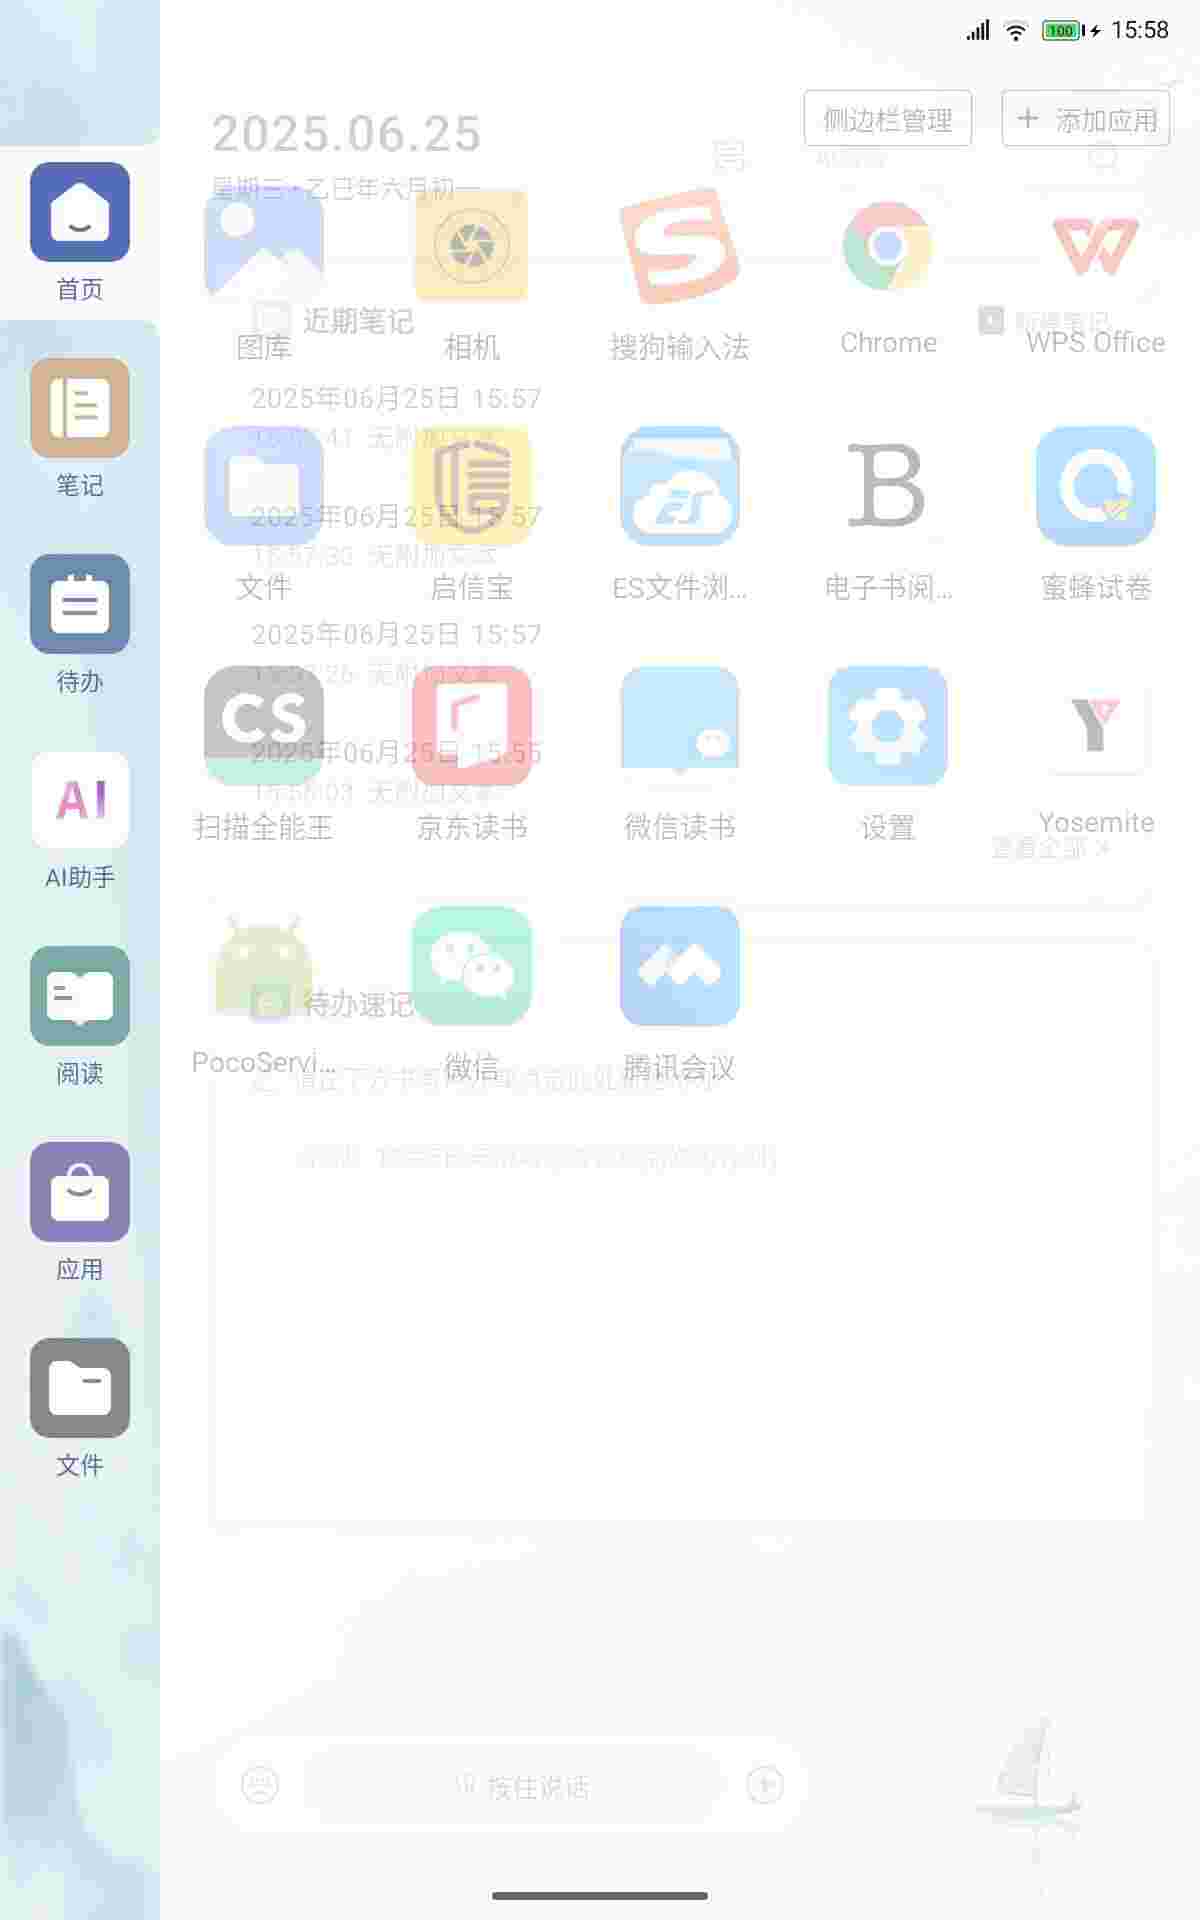 100 15:58
2025.06.25
侧边栏管理
+ 添加应用
星期三·乙巳年六月初一
近期笔记
新建笔记
图库
相机
搜狗输入法
Chrome
WPS Office
首页
2025年06月25日 15:57
无附加文本
笔记
2025年06月25日 15:57
15:57:33 无附加文本
文件
启信宝
ES文件浏...
B
电子书阅...
蜜蜂试卷
待办
2025年06月25日 15:57
无附加文本
CS
2025年06月25日 15:55
15:56:03 无附加文本
扫描全能王
京东读书
微信读书
设置
Yosemite
查看全部 >
AI
AI助手
待办速记
PocoServi...
微信
腾讯会议
阅读
应用
文件
按住说话